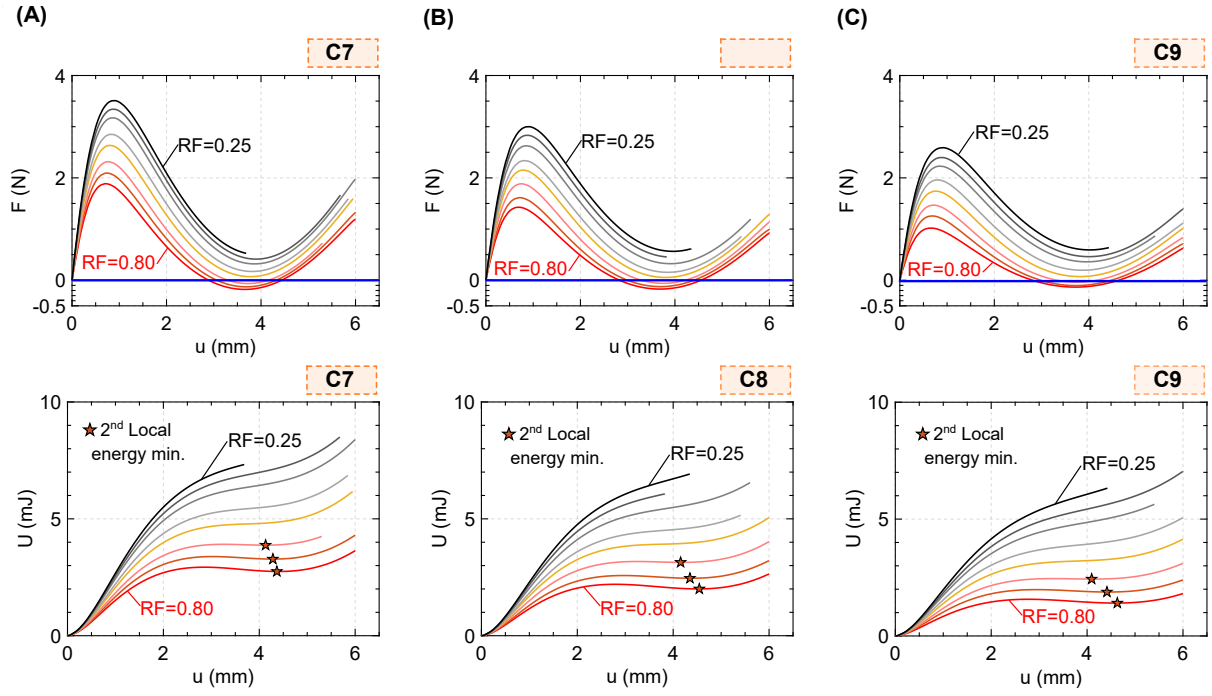 (A)
C7
F (N)
4
2
0
-0.5
RF=0.25
RF=0.80
0
2
4
6
u (mm)
(B)
F (N)
4
2
0
-0.5
RF=0.25
RF=0.80
0
2
4
6
u (mm)
(C)
C9
F (N)
4
2
0
-0.5
RF=0.25
RF=0.80
0
2
4
6
u (mm)
C7
U (mJ)
10
5
0
2nd Local
energy min.
RF=0.25
RF=0.80
0
2
4
6
u (mm)
C8
U (mJ)
10
5
0
2nd Local
energy min.
RF=0.25
RF=0.80
0
2
4
6
u (mm)
C9
U (mJ)
10
5
0
2nd Local
energy min.
RF=0.25
RF=0.80
0
2
4
6
u (mm)